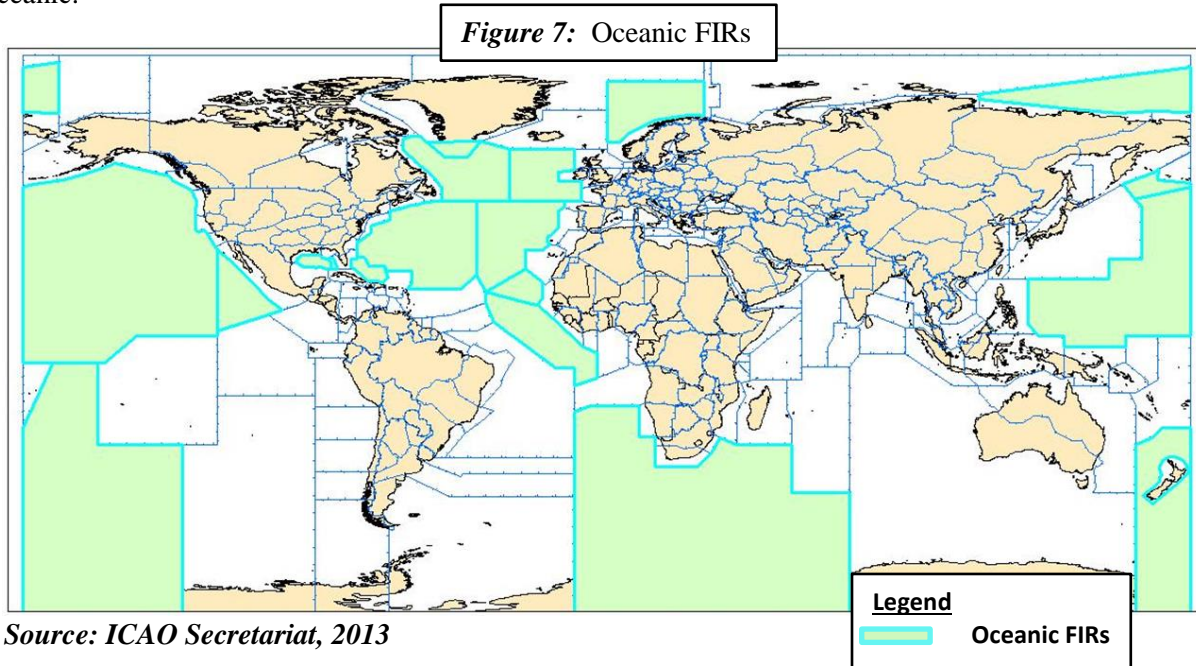 oceanic.
Figure 7: Oceanic FIRs
Source: ICAO Secretariat, 2013
Legend
Oceanic FIRs